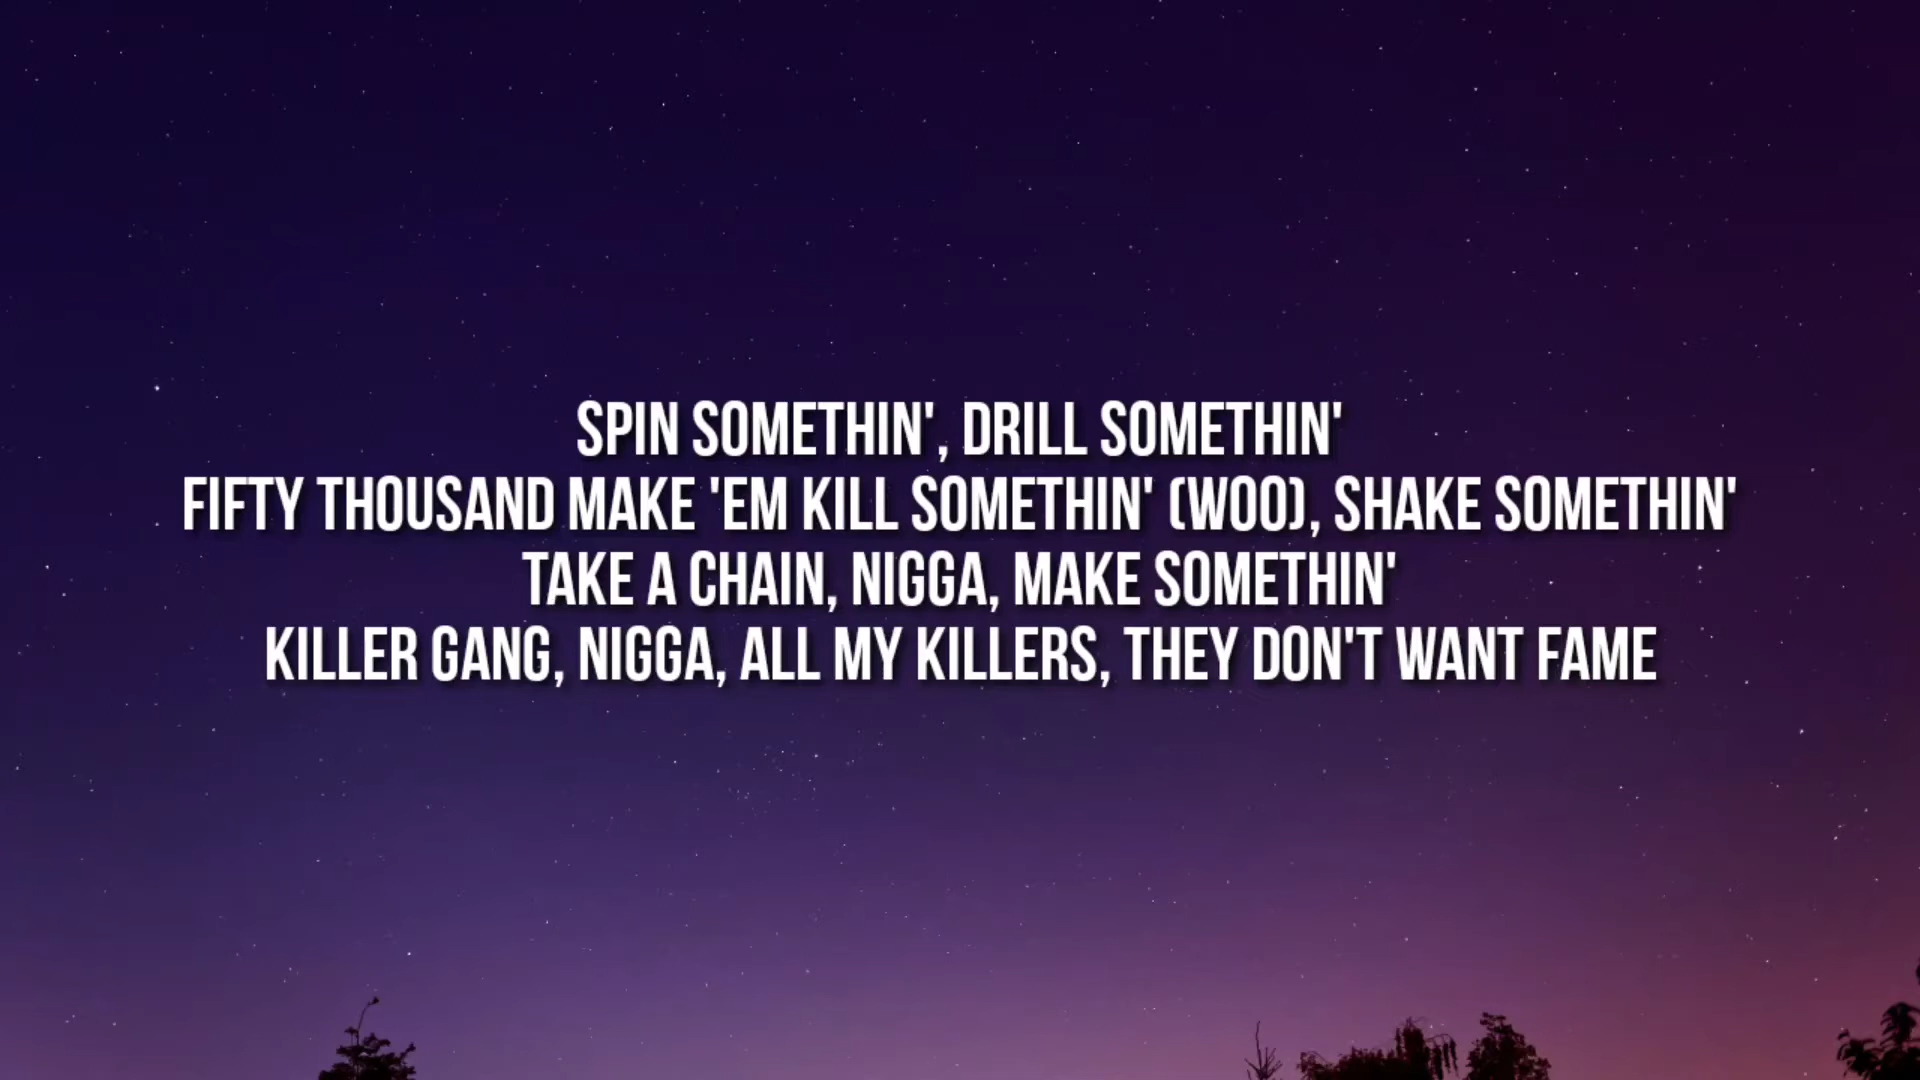 SPIN SOMETHIN', DRILL SOMETHIN'
FIFTY THOUSAND MAKE 'EM KILL SOMETHIN' (WOO), SHAKE SOMETHIN'
TAKE A CHAIN, NIGGA, MAKE SOMETHIN'
KILLER GANG, NIGGA, ALL MY KILLERS, THEY DON'T WANT FAME